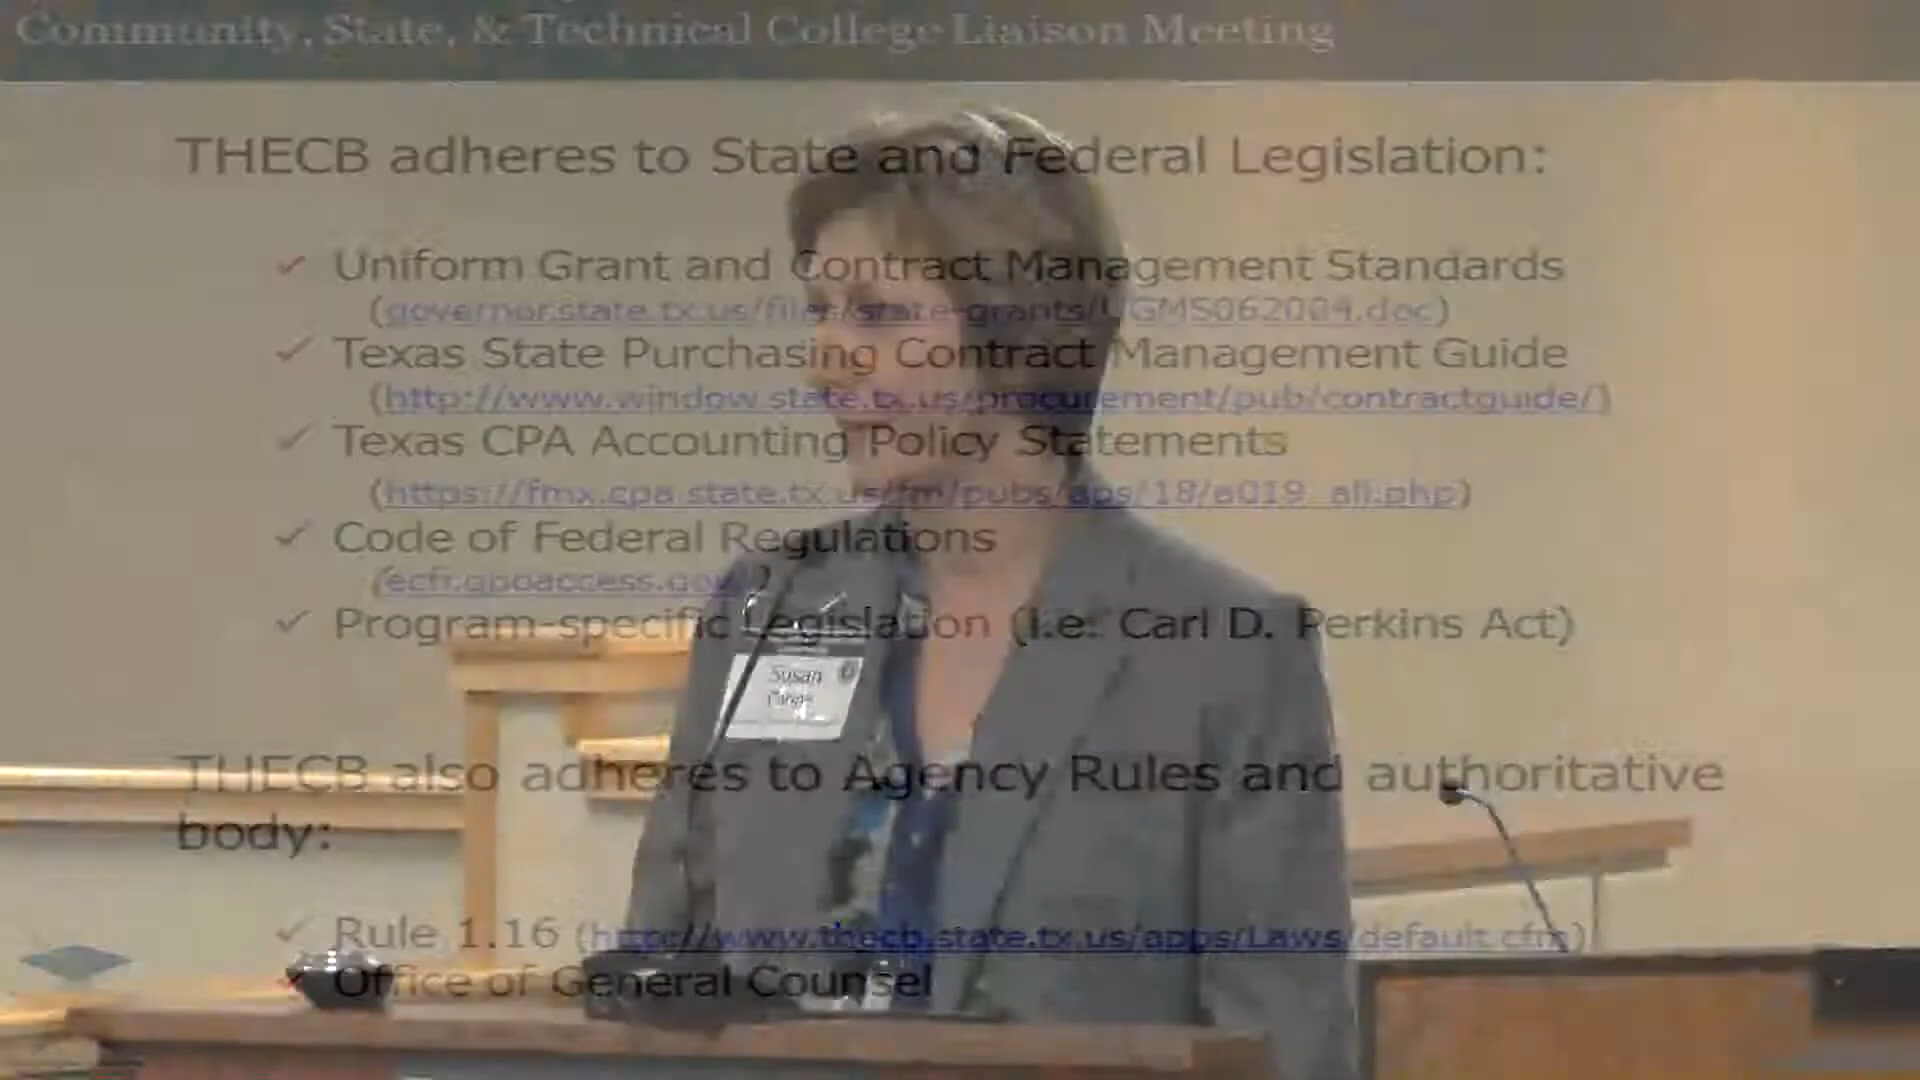 Community, State, & Technical College Liaison Meeting
THECB adheres to State and Federal Legislation:
✓ Uniform Grant and Contract Management Standards
(governor.state.tx.us/files/state-grants/UGMS062004.doc)
✓ Texas State Purchasing Contract Management Guide
(http://www.window.state.tx.us/procurement/pub/contractguide/)
✓ Texas CPA Accounting Policy Statements
(https://fmx.cpa.state.tx.us/fm/pubs/aps/18/a019_all.php)
✓ Code of Federal Regulations
(ecfr.gpoaccess.gov/)
✓ Program-specific Legislation (i.e: Carl D. Perkins Act)
Susan
THECB also adheres to Agency Rules and authoritative
body:
✓ Rule 1.16 (http://www.thecb.state.tx.us/apps/Laws/default.cfm)
✓ Office of General Counsel